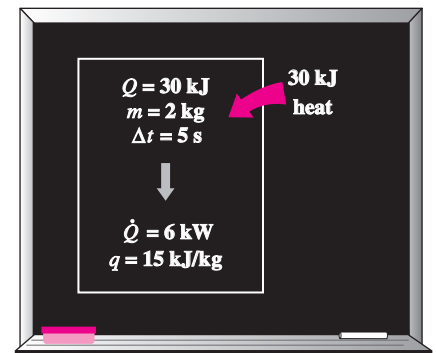 Q = 30 kJ
m = 2 kg
Δt = 5 s
30 kJ
heat
Q̇ = 6 kW
q = 15 kJ/kg